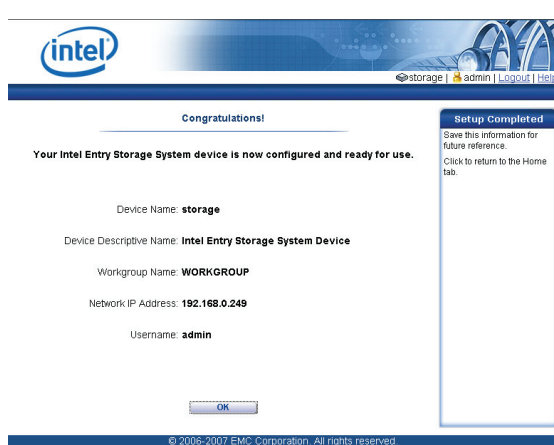 intel
storage | admin | Logout | Help
Congratulations!
Your Intel Entry Storage System device is now configured and ready for use.
Device Name: storage
Device Descriptive Name: Intel Entry Storage System Device
Workgroup Name: WORKGROUP
Network IP Address: 192.168.0.249
Username: admin
OK
Setup Completed
Save this information for
future reference.
Click to return to the Home
tab.
© 2006-2007 EMC Corporation. All rights reserved.